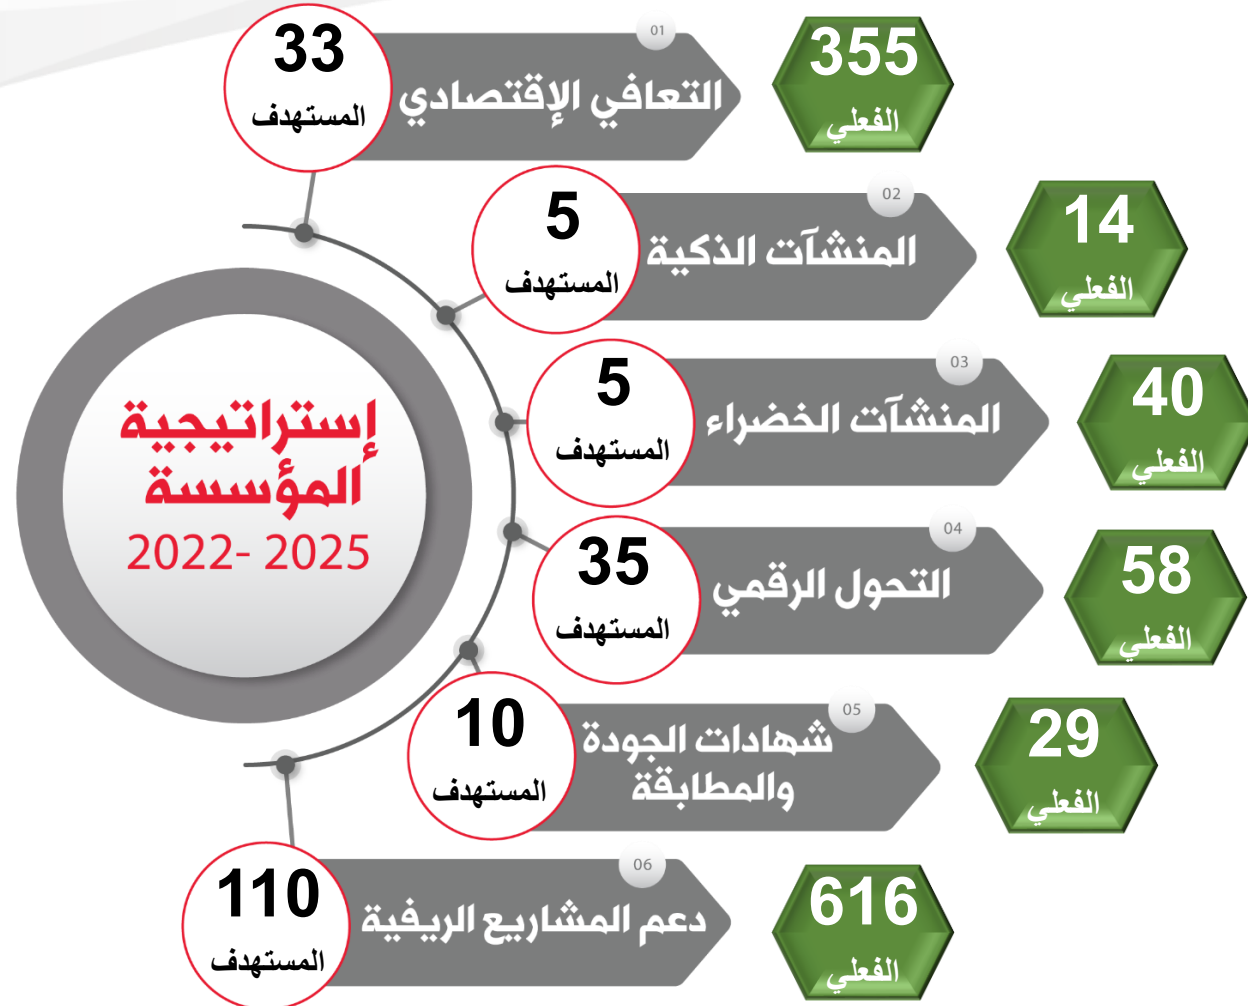 إستراتيجية
المؤسسة
2022- 2025
01
33
المستهدف
التعافي الإقتصادي
355
الفعلي
02
5
المستهدف
المنشآت الذكية
14
الفعلي
03
5
المستهدف
المنشآت الخضراء
40
الفعلي
04
35
المستهدف
التحول الرقمي
58
الفعلي
05
10
المستهدف
شهادات الجودة
والمطابقة
29
الفعلي
06
110
المستهدف
دعم المشاريع الريفية
616
الفعلي